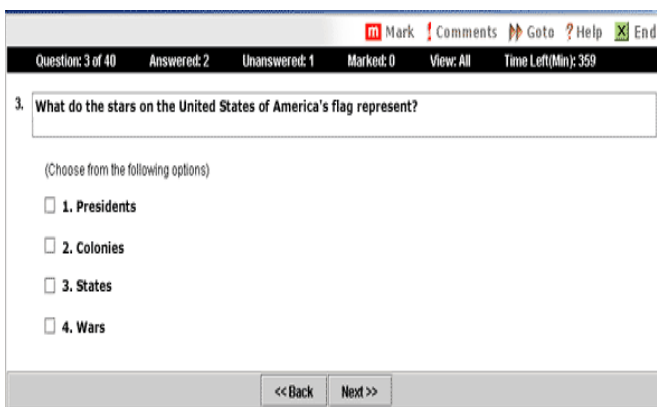 m Mark ! Comments Goto ? Help X End
Question: 3 of 40 Answered: 2 Unanswered: 1 Marked: 0 View: All Time Left(Min): 359
3. What do the stars on the United States of America's flag represent?
(Choose from the following options)
1. Presidents
2. Colonies
3. States
4. Wars
<< Back Next >>